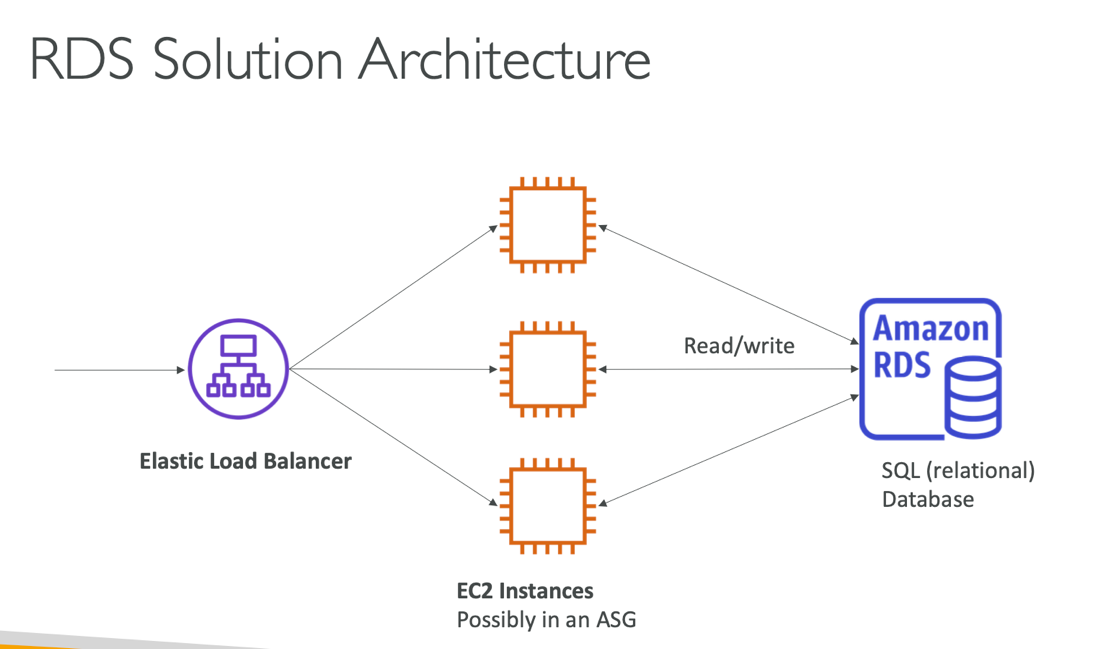 RDS Solution Architecture
Read/write
Amazon
RDS
Elastic Load Balancer
SQL (relational)
Database
EC2 Instances
Possibly in an ASG